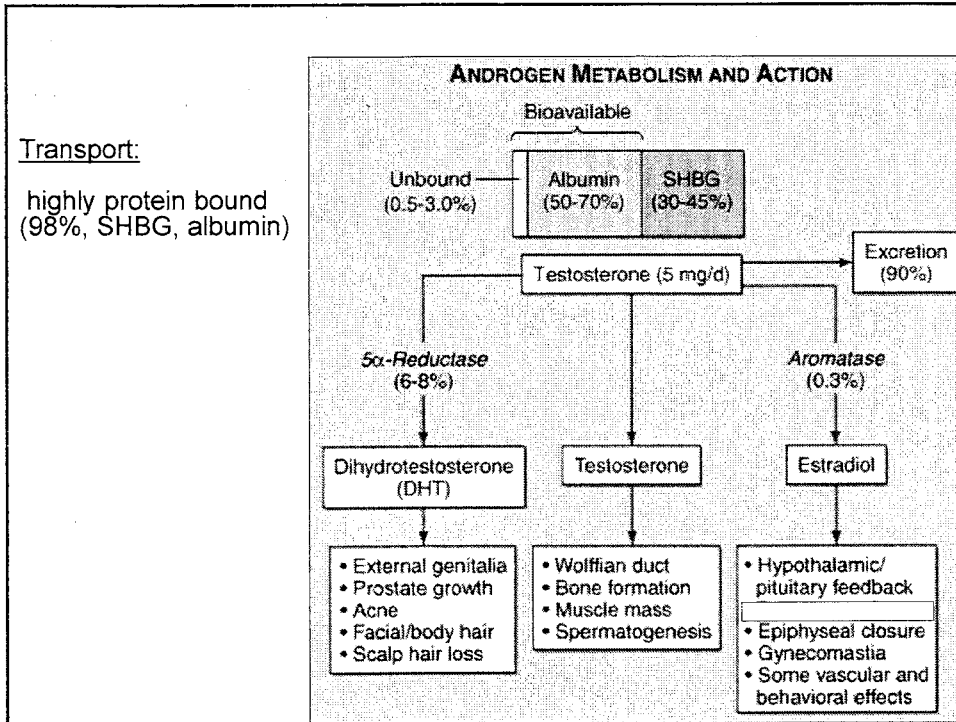 Transport:
highly protein bound
(98%, SHBG, albumin)
ANDROGEN METABOLISM AND ACTION
Bioavailable
Unbound
(0.5-3.0%)
Albumin
(50-70%)
SHBG
(30-45%)
Testosterone (5 mg/d)
Excretion
(90%)
5α-Reductase
(6-8%)
Aromatase
(0.3%)
Dihydrotestosterone
(DHT)
Testosterone
Estradiol
• External genitalia
• Prostate growth
• Acne
• Facial/body hair
• Scalp hair loss
• Wolffian duct
• Bone formation
• Muscle mass
• Spermatogenesis
• Hypothalamic/
pituitary feedback
• Epiphyseal closure
• Gynecomastia
• Some vascular and
behavioral effects